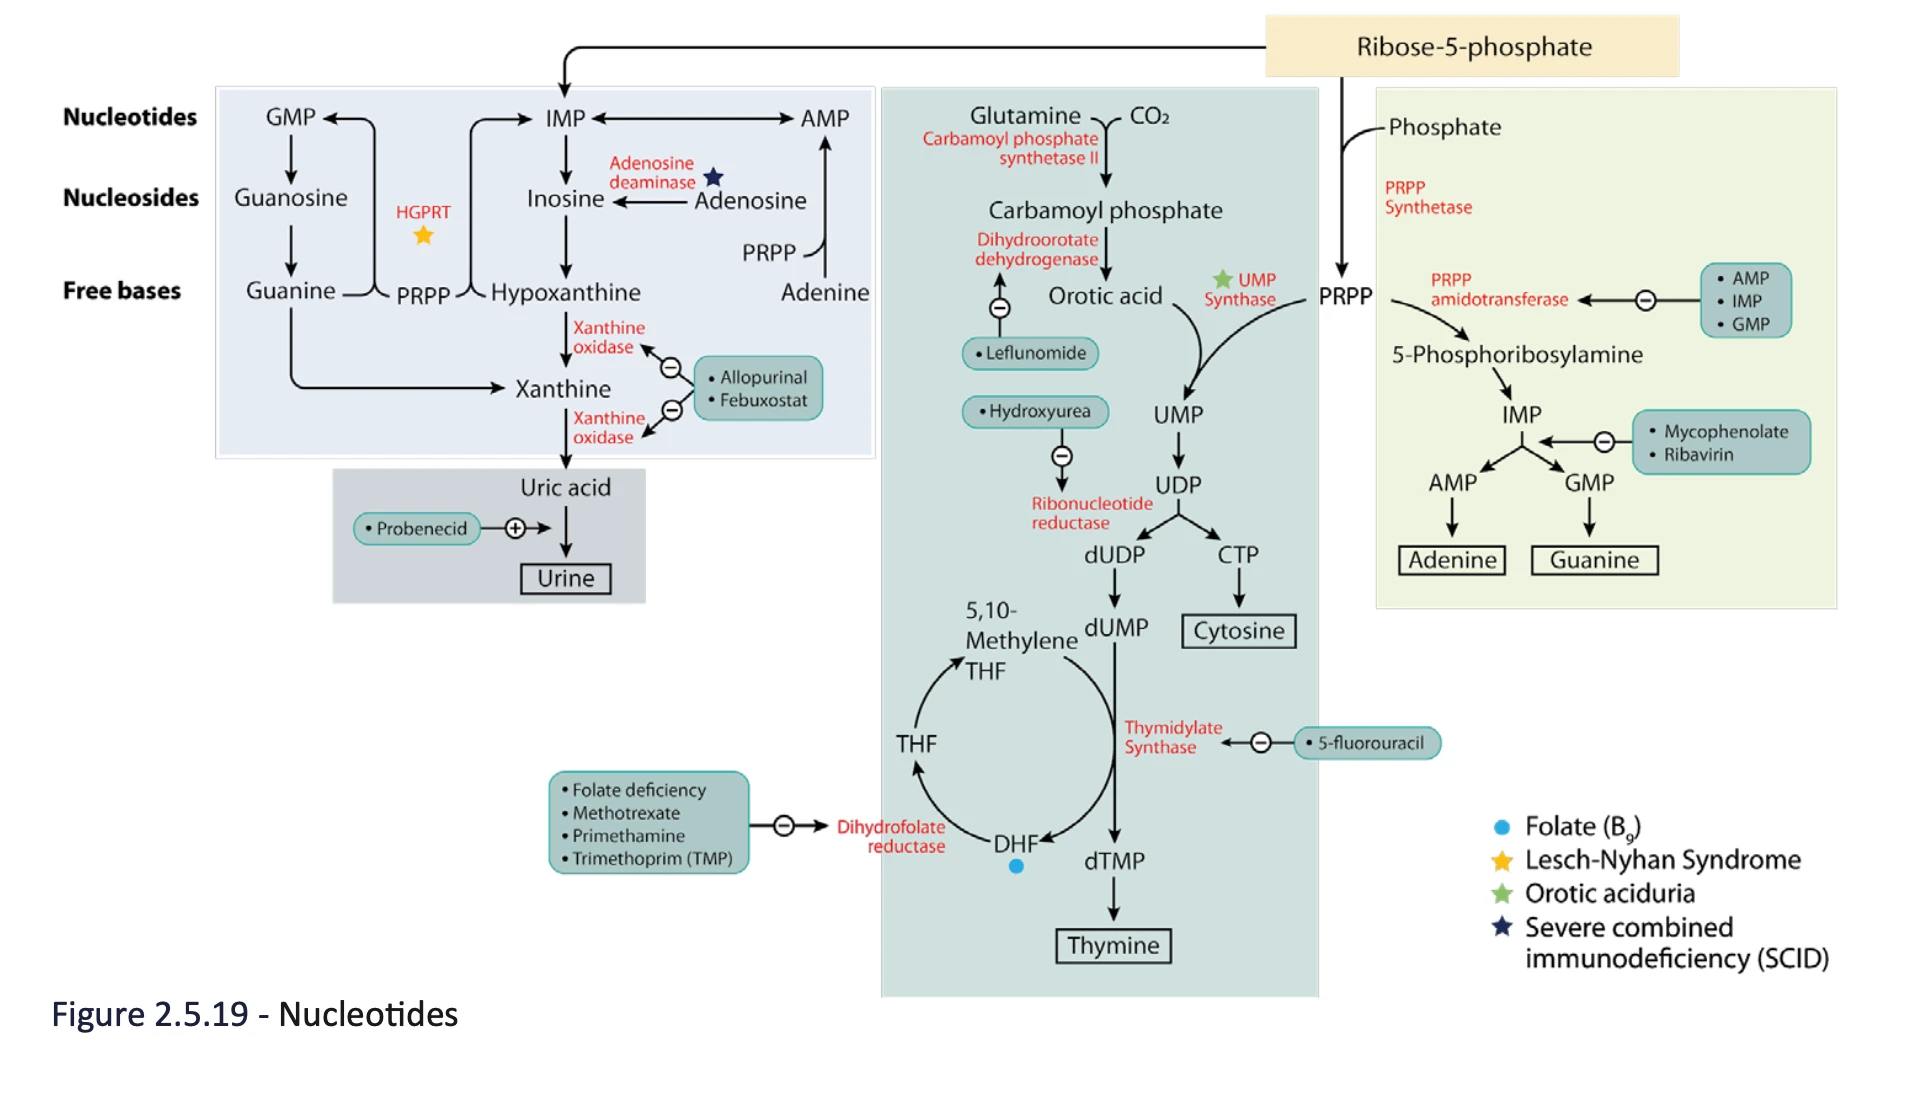 Ribose-5-phosphate
Nucleotides
GMP
IMP
AMP
Nucleosides
Guanosine
Inosine
Adenosine
deaminase
Adenosine
HGPRT
PRPP
Free bases
Guanine
PRPP
Hypoxanthine
Adenine
Xanthine
oxidase
• Allopurinal
• Febuxostat
Xanthine
Xanthine
oxidase
Uric acid
• Probenecid
+
Urine
Glutamine
CO₂
Carbamoyl phosphate
synthetase II
Carbamoyl phosphate
Dihydroorotate
dehydrogenase
Orotic acid
UMP
Synthase
• Leflunomide
• Hydroxyurea
UMP
UDP
Ribonucleotide
reductase
dUDP
CTP
5,10-
Methylene
THF
dUMP
Cytosine
THF
Thymidylate
Synthase
• 5-fluorouracil
• Folate deficiency
• Methotrexate
• Primethamine
• Trimethoprim (TMP)
Dihydrofolate
reductase
DHF
dTMP
Thymine
Phosphate
PRPP
Synthetase
PRPP
PRPP
amidotransferase
• AMP
• IMP
• GMP
5-Phosphoribosylamine
IMP
• Mycophenolate
• Ribavirin
AMP
GMP
Adenine
Guanine
Folate (B₉)
Lesch-Nyhan Syndrome
Orotic aciduria
Severe combined
immunodeficiency (SCID)
Figure 2.5.19 - Nucleotides